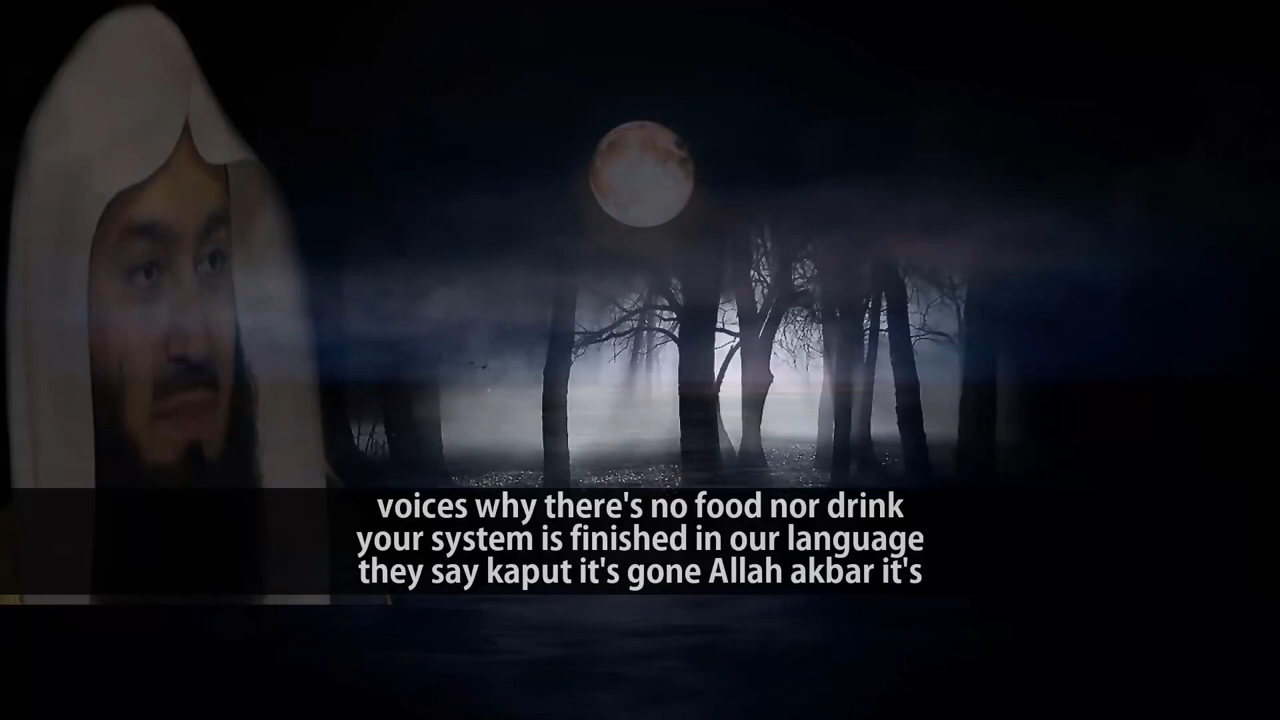 voices why there's no food nor drink
your system is finished in our language
they say kaput it's gone Allah akbar it's